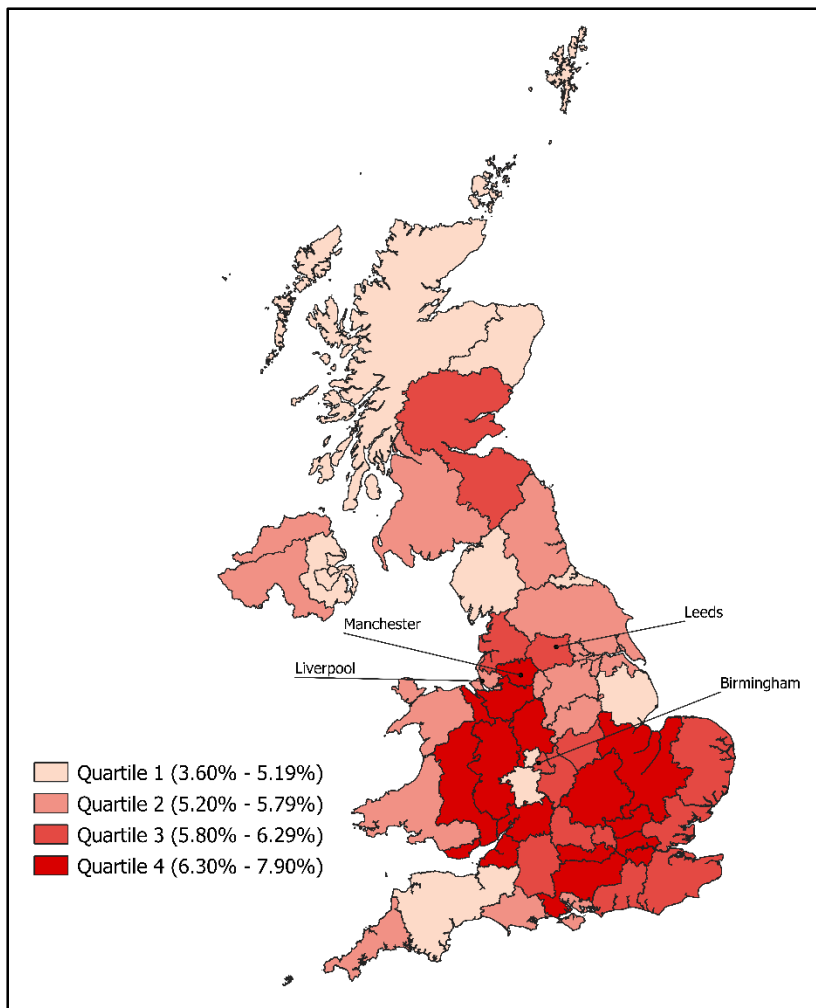 Leeds
Manchester
Liverpool
Birmingham
Quartile 1 (3.60% - 5.19%)
Quartile 2 (5.20% - 5.79%)
Quartile 3 (5.80% - 6.29%)
Quartile 4 (6.30% - 7.90%)